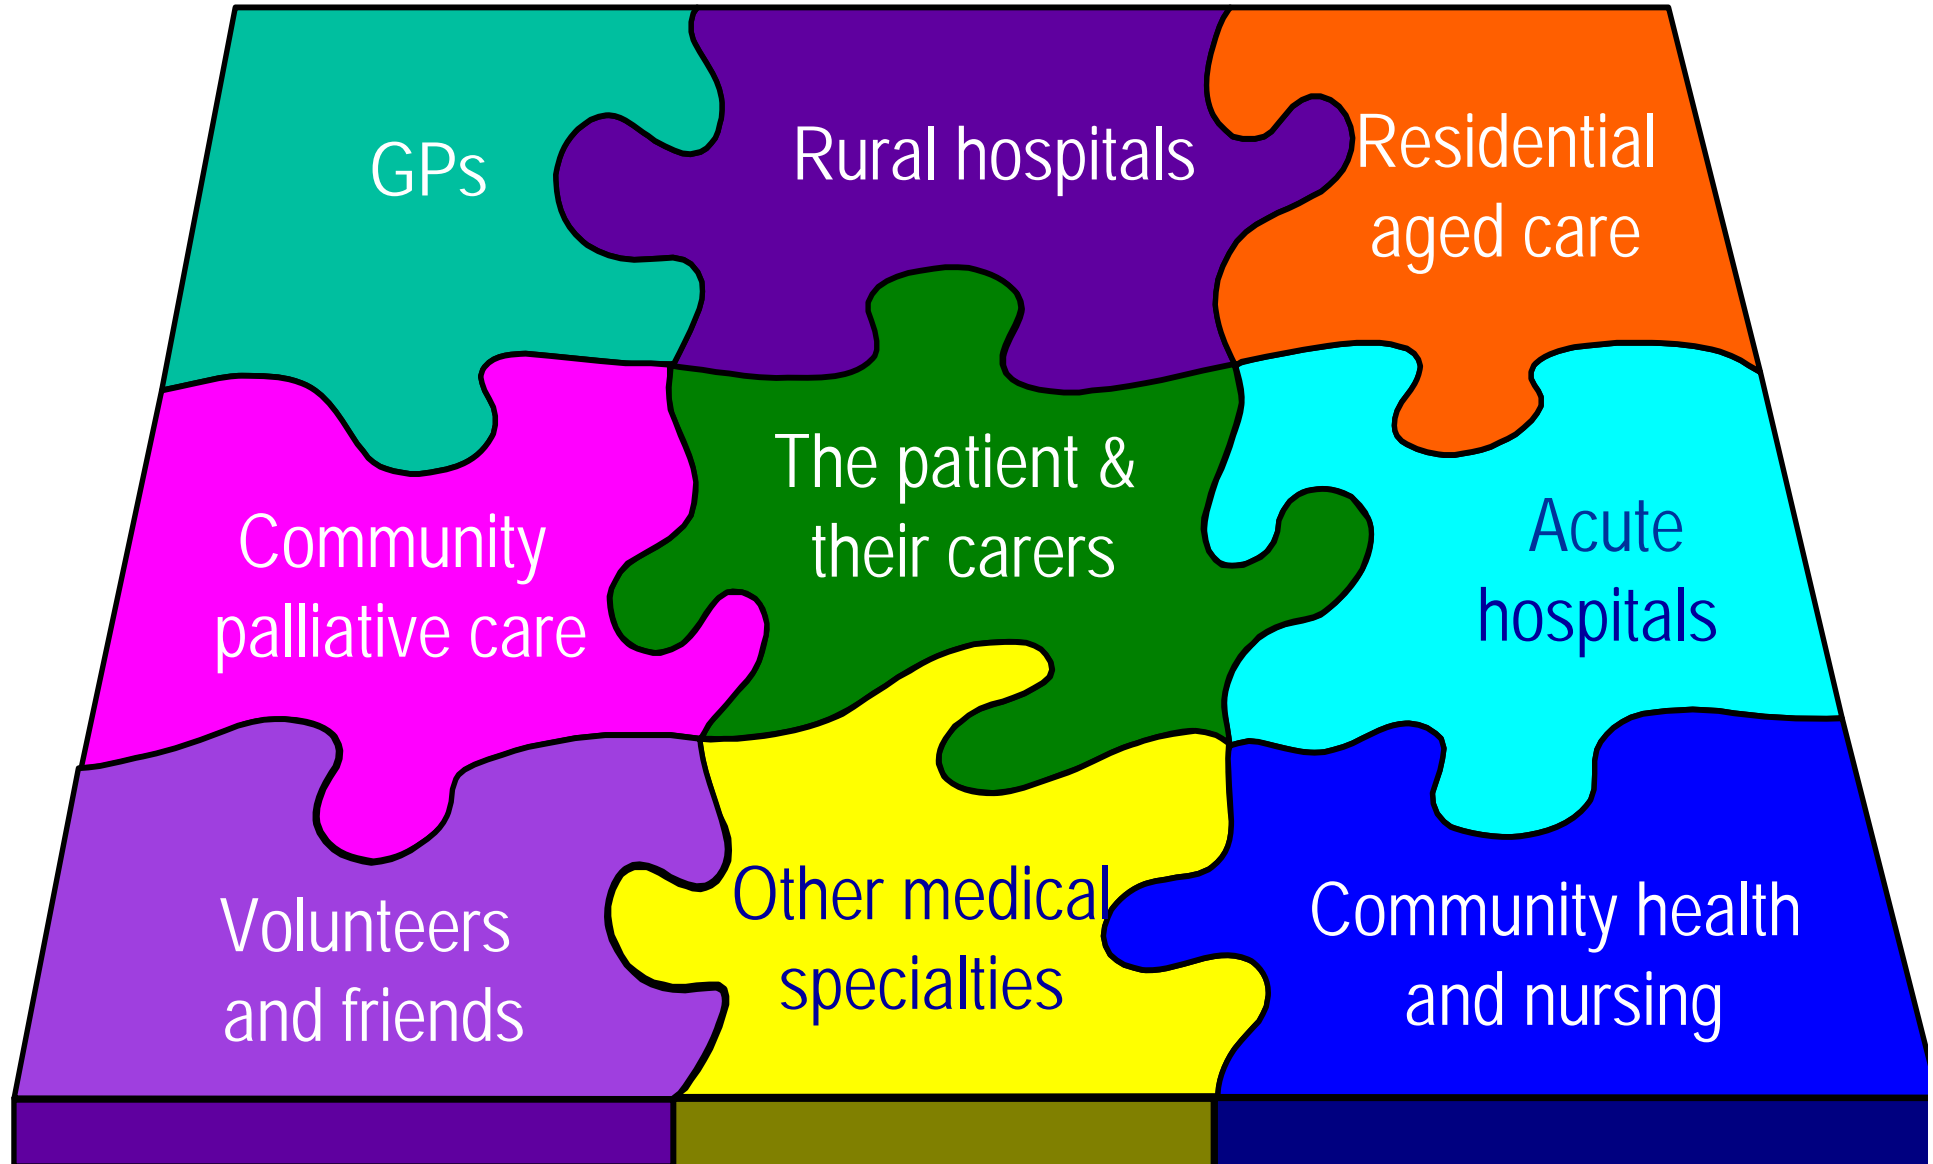 GPs
Rural hospitals
Residential
aged care
Community
palliative care
The patient &
their carers
Acute
hospitals
Volunteers
and friends
Other medical
specialties
Community health
and nursing